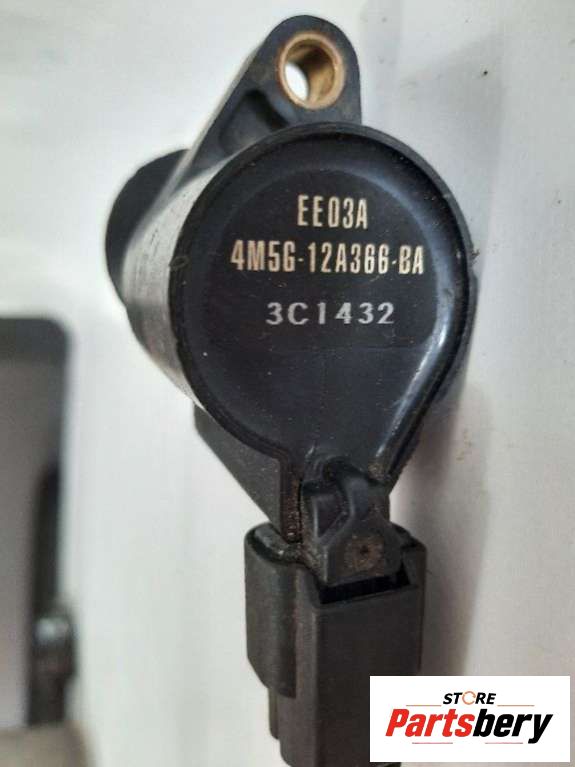 EE03A
4M5G-12A366-BA
3C1432
STORE
Partsbery